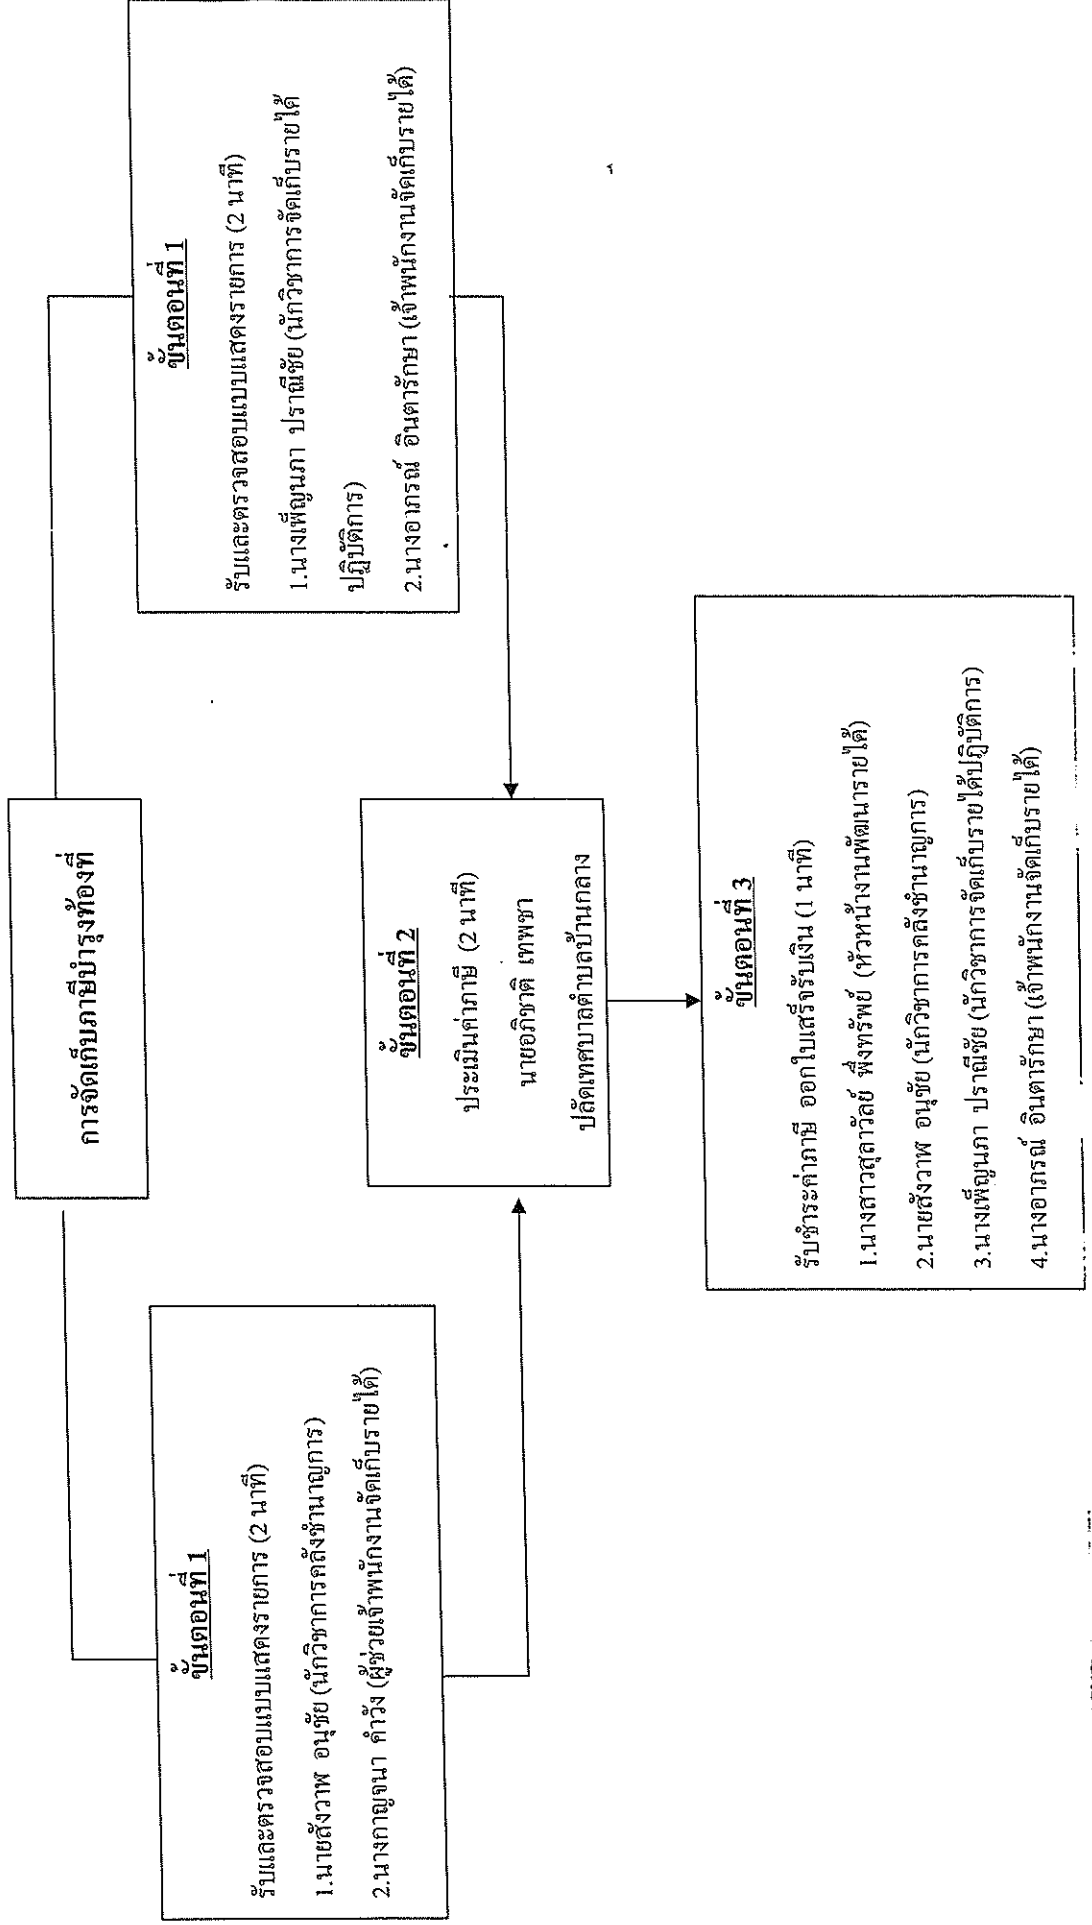 การจัดเก็บภาษีบำรุงท้องที่
ขั้นตอนที่ 1
รับและตรวจสอบแบบแสดงรายการ (2 นาที)
1.นายสังวาพ อนุชัย (นักวิชาการคลังชำนาญการ)
2.นางกาญจนา คำวัง (ผู้ช่วยเจ้าพนักงานจัดเก็บรายได้)
ขั้นตอนที่ 1
รับและตรวจสอบแบบแสดงรายการ (2 นาที)
1.นางเพ็ญนภา ปราณีชัย (นักวิชาการจัดเก็บรายได้
ปฏิบัติการ)
2.นางอาภรณ์ อินตารักษา (เจ้าพนักงานจัดเก็บรายได้)
ขั้นตอนที่ 2
ประเมินค่าภาษี (2 นาที)
นายอภิชาติ เทพชา
ปลัดเทศบาลตำบลบ้านกลาง
ขั้นตอนที่ 3
รับชำระค่าภาษี ออกใบเสร็จรับเงิน (1 นาที)
1.นางสาวสุลาวัลย์ พึ่งทรัพย์ (หัวหน้างานพัฒนารายได้)
2.นายสังวาพ อนุชัย (นักวิชาการคลังชำนาญการ)
3.นางเพ็ญนภา ปราณีชัย (นักวิชาการจัดเก็บรายได้ปฏิบัติการ)
4.นางอาภรณ์ อินตารักษา (เจ้าพนักงานจัดเก็บรายได้)